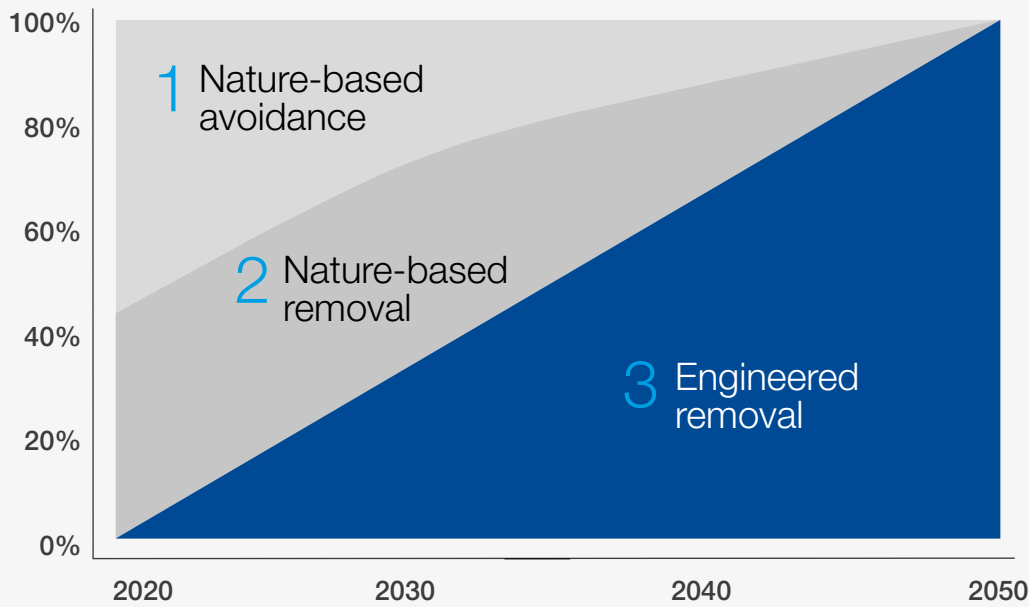 100%
1 Nature-based
avoidance
80%
60%
2 Nature-based
removal
40%
3 Engineered
removal
20%
0%
2020 2030 2040 2050